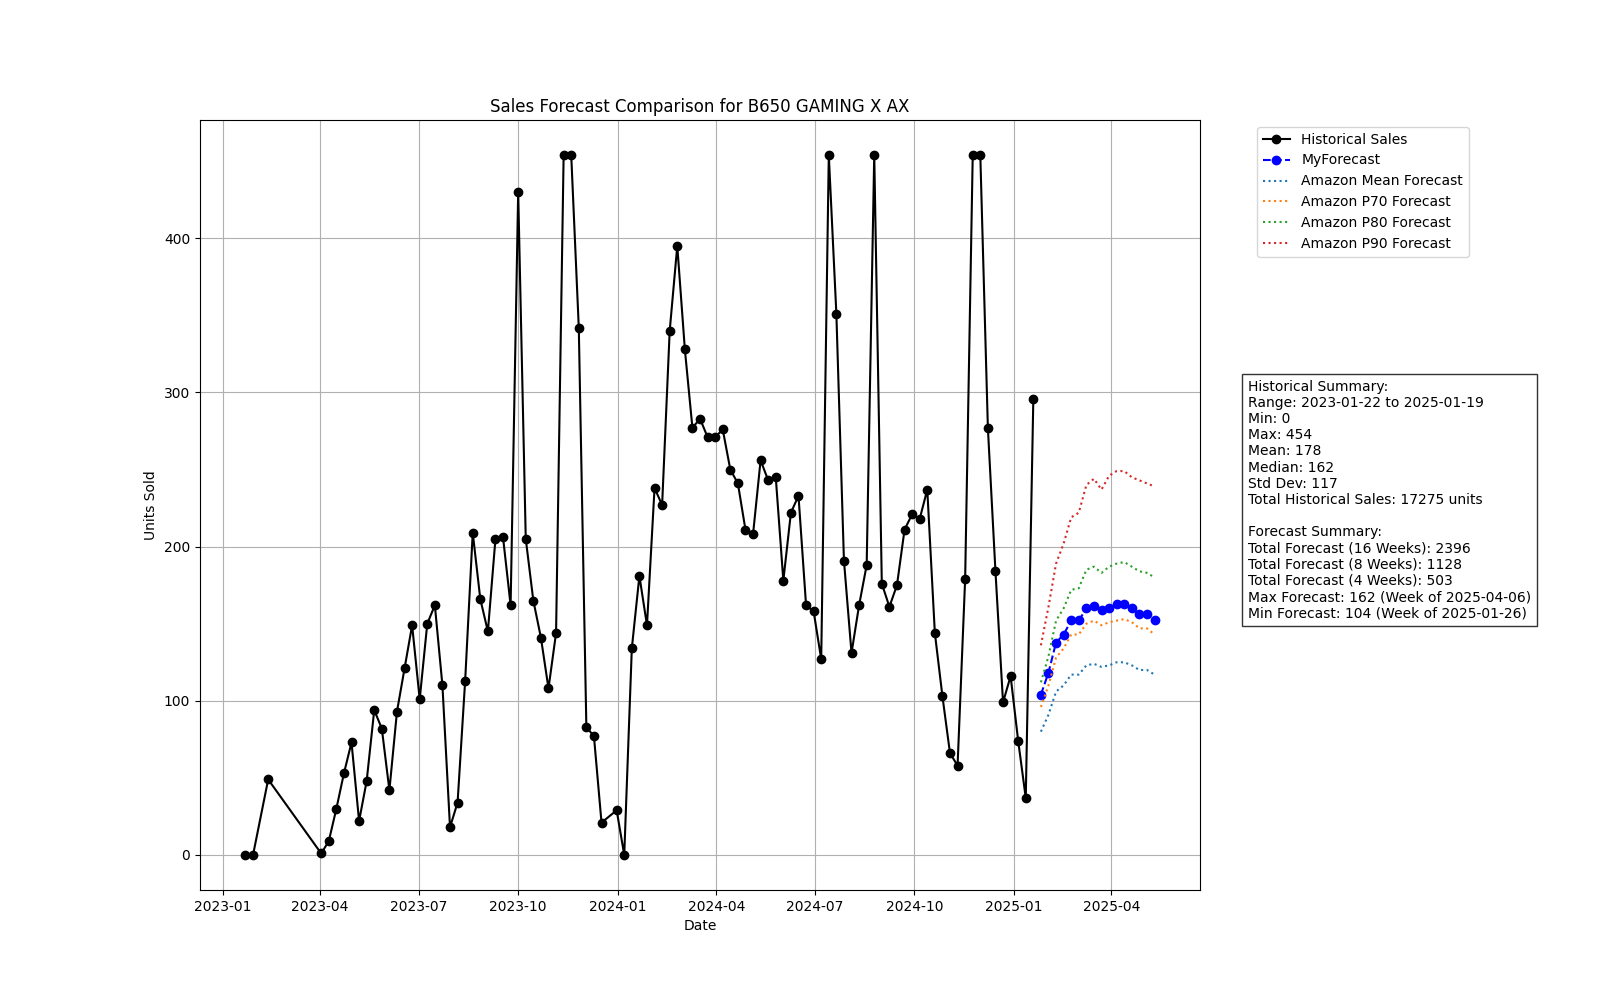 Sales Forecast Comparison for B650 GAMING X AX
Units Sold
400
300
200
100
0
2023-01 2023-04 2023-07 2023-10 2024-01 2024-04 2024-07 2024-10 2025-01 2025-04
Date
Historical Sales
MyForecast
Amazon Mean Forecast
Amazon P70 Forecast
Amazon P80 Forecast
Amazon P90 Forecast
Historical Summary:
Range: 2023-01-22 to 2025-01-19
Min: 0
Max: 454
Mean: 178
Median: 162
Std Dev: 117
Total Historical Sales: 17275 units
Forecast Summary:
Total Forecast (16 Weeks): 2396
Total Forecast (8 Weeks): 1128
Total Forecast (4 Weeks): 503
Max Forecast: 162 (Week of 2025-04-06)
Min Forecast: 104 (Week of 2025-01-26)